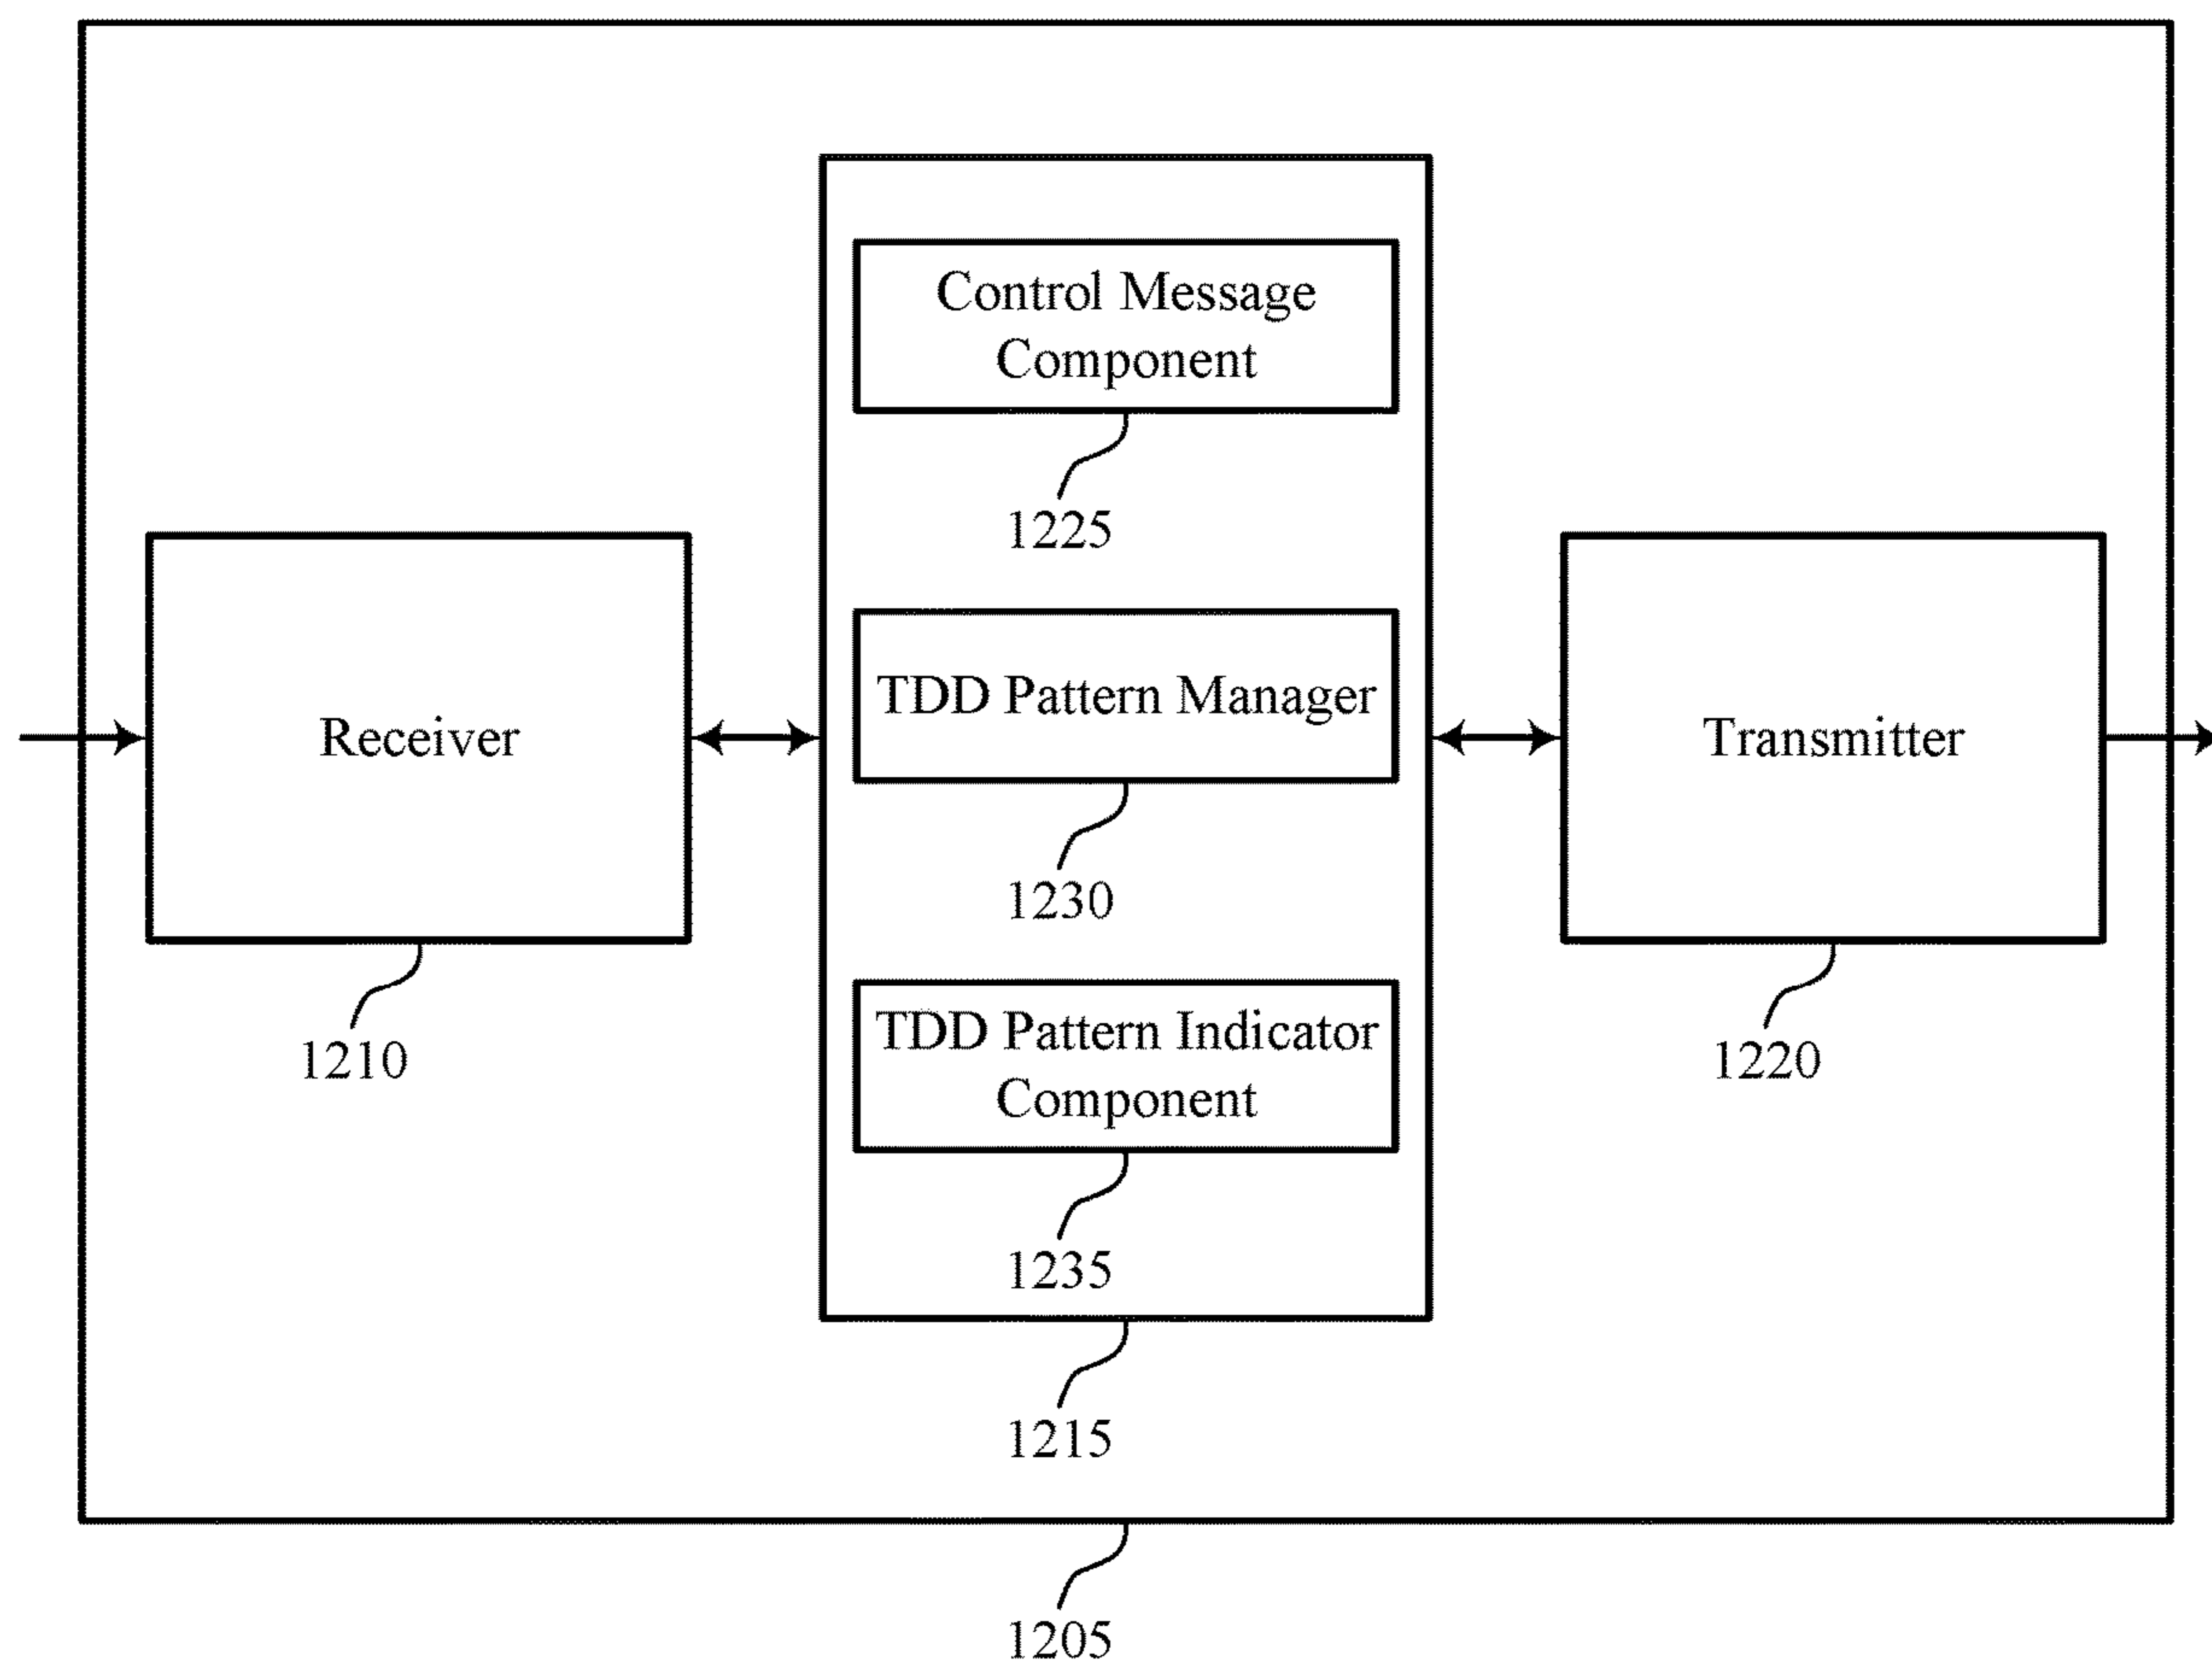 Control Message
Component
1225
Receiver
1210
TDD Pattern Manager
1230
Transmitter
1220
TDD Pattern Indicator
Component
1235
1215
1205